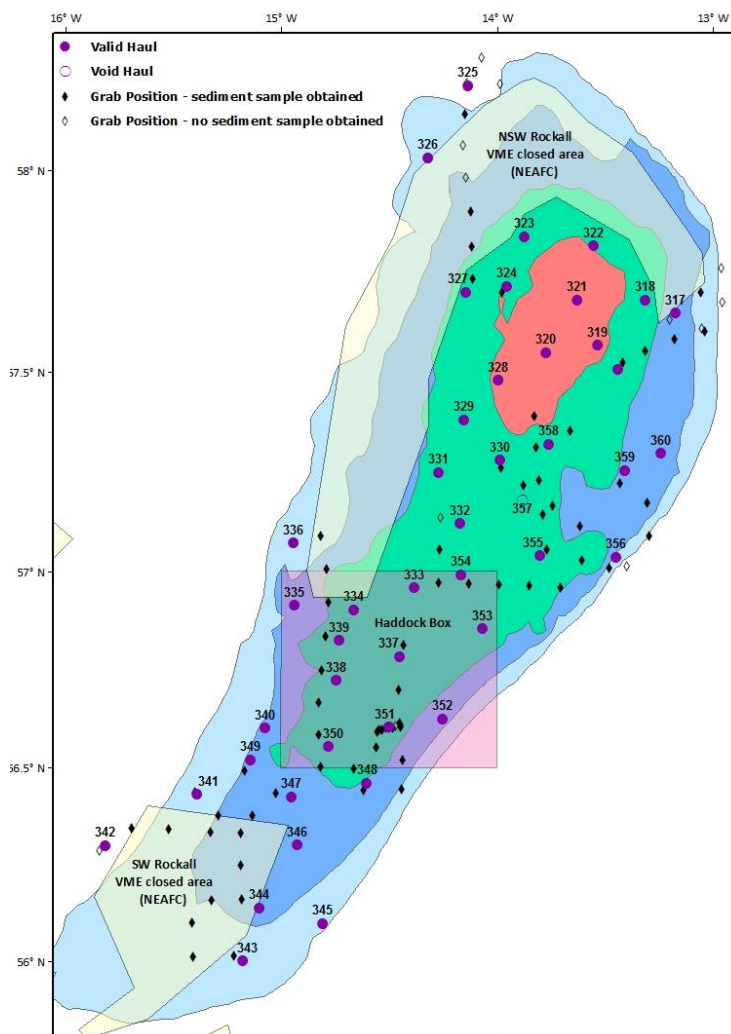 16° W 15° W 14° W 13° W
Valid Haul
Void Haul
Grab Position - sediment sample obtained
Grab Position - no sediment sample obtained
325
NSW Rockall
VME closed area
(NEAFC)
326
58° N
323
322
324
327
321
318
317
320
319
328
57.5° N
329
358
330
360
331
359
332
357
336
355
356
57° N
354
333
335
334
Haddock Box
353
339
337
338
352
340
351
350
349
56.5° N
348
347
341
346
342
SW Rockall
VME closed area
(NEAFC)
344
345
343
56° N